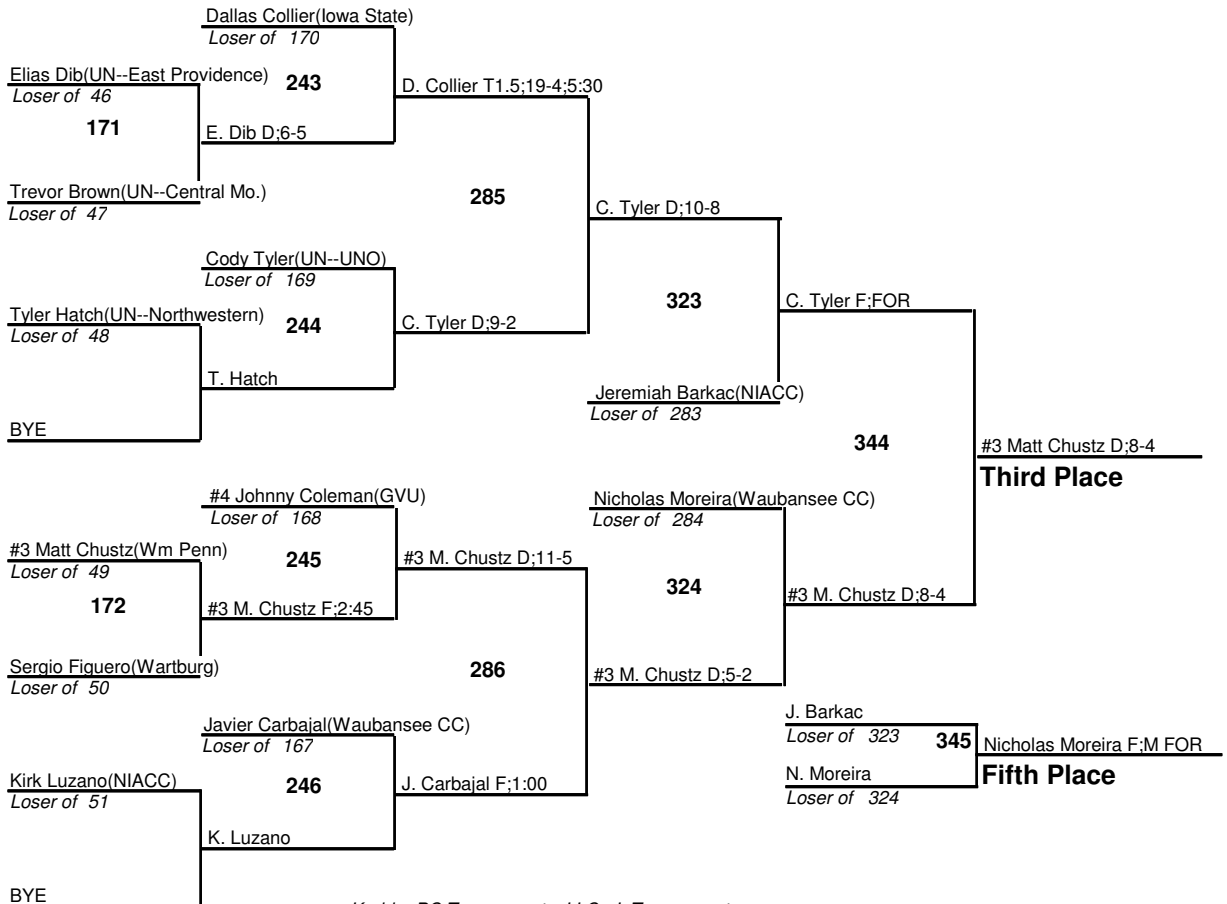 Dallas Collier(Iowa State)
Loser of 170
Elias Dib(UN--East Providence)
243
D. Collier T1.5;19-4;5:30
Loser of 46
171
E. Dib D;6-5
Trevor Brown(UN--Central Mo.)
285
Loser of 47
C. Tyler D;10-8
Cody Tyler(UN--UNO)
Loser of 169
323
C. Tyler F;FOR
Tyler Hatch(UN--Northwestern)
244
C. Tyler D;9-2
Loser of 48
T. Hatch
Jeremiah Barkac(NIACC)
Loser of 283
BYE
344
#3 Matt Chustz D;8-4
Third Place
#4 Johnny Coleman(GVU)
Nicholas Moreira(Waubansee CC)
Loser of 168
Loser of 284
#3 Matt Chustz(Wm Penn)
245
#3 M. Chustz D;11-5
Loser of 49
324
172
#3 M. Chustz F;2:45
#3 M. Chustz D;8-4
Sergio Figuero(Wartburg)
286
#3 M. Chustz D;5-2
Loser of 50
Javier Carbajal(Waubansee CC)
J. Barkac
Loser of 167
Loser of 323
345
Nicholas Moreira F;M FOR
Kirk Luzano(NIACC)
246
J. Carbajal F;1:00
N. Moreira
Fifth Place
Loser of 51
Loser of 324
K. Luzano
BYE